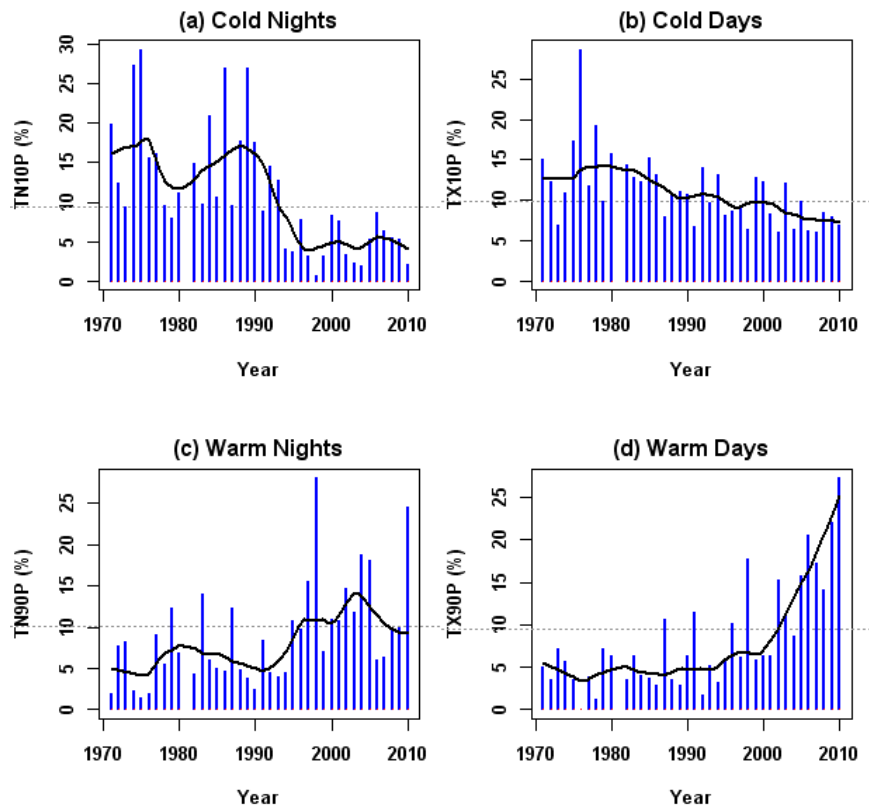 (a) Cold Nights
TN10P (%)
30
25
20
15
10
5
0
1970 1980 1990 2000 2010
Year
(b) Cold Days
TX10P (%)
25
20
15
10
5
0
1970 1980 1990 2000 2010
Year
(c) Warm Nights
TN90P (%)
25
20
15
10
5
0
1970 1980 1990 2000 2010
Year
(d) Warm Days
TX90P (%)
25
20
15
10
5
0
1970 1980 1990 2000 2010
Year